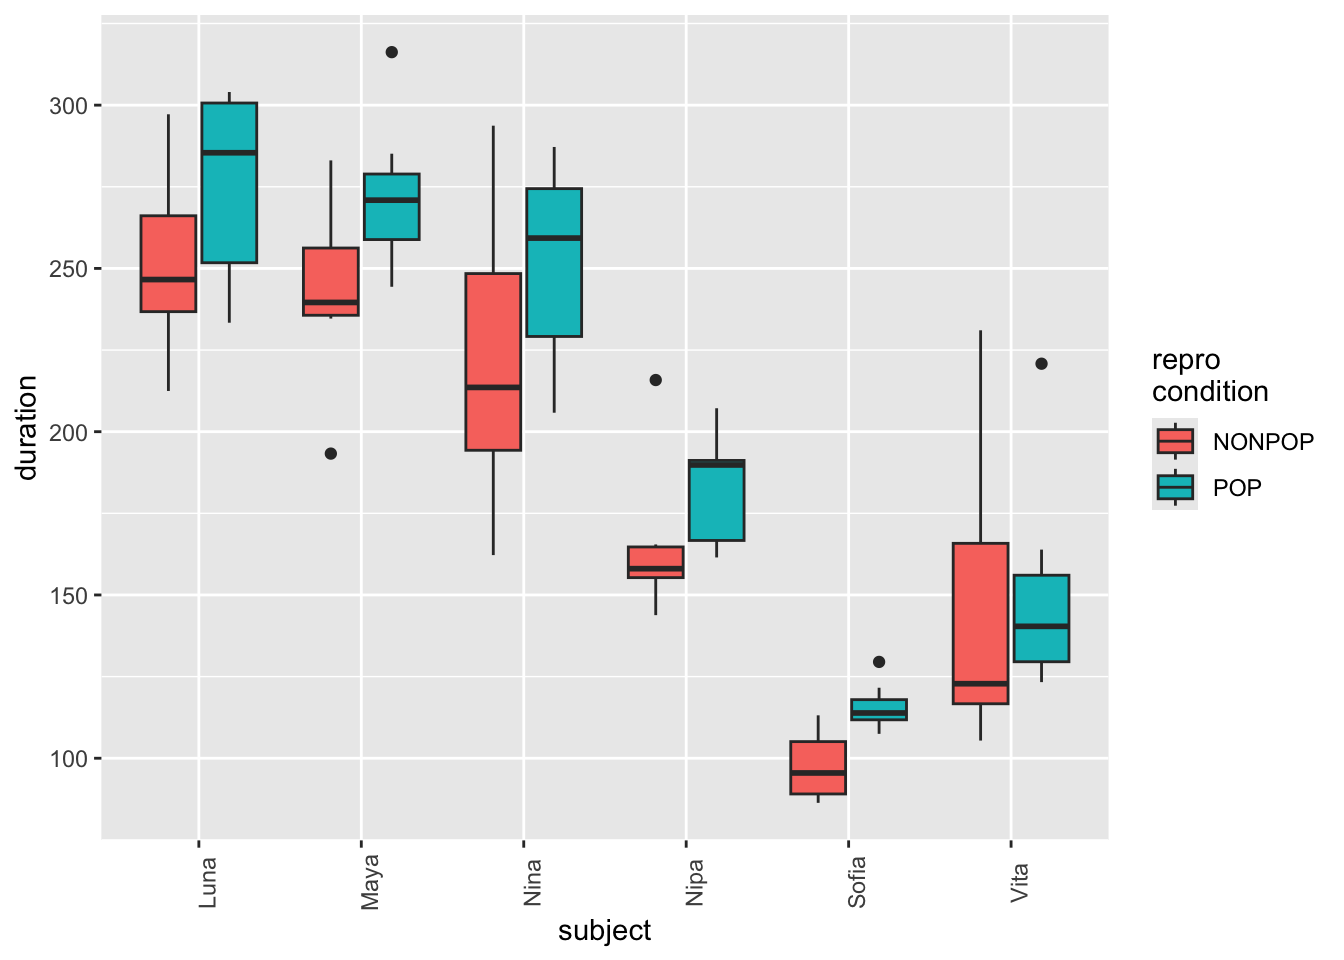 duration
300
250
200
150
100
Luna
Maya
Nina
Nipa
Sofia
Vita
subject
repro
condition
NONPOP
POP